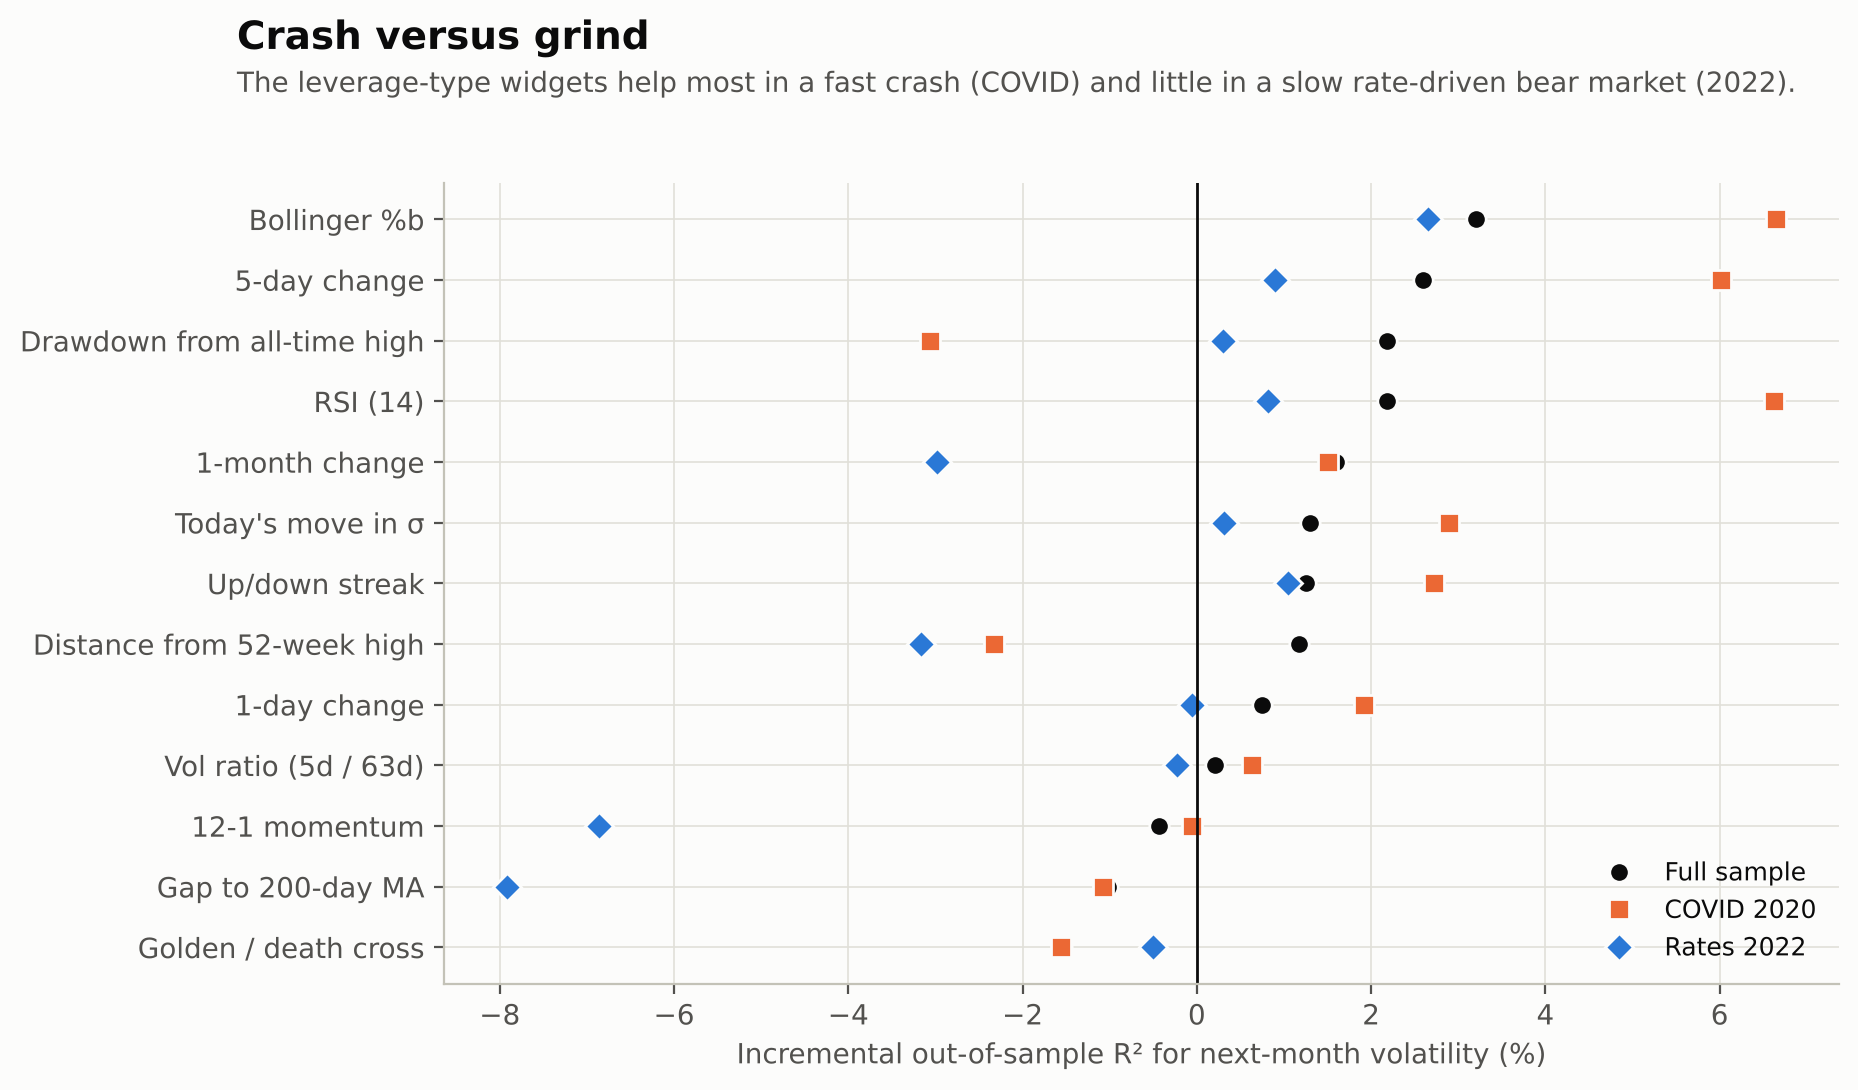 Crash versus grind
The leverage-type widgets help most in a fast crash (COVID) and little in a slow rate-driven bear market (2022).
Bollinger %b
5-day change
Drawdown from all-time high
RSI (14)
1-month change
Today's move in σ
Up/down streak
Distance from 52-week high
1-day change
Vol ratio (5d / 63d)
12-1 momentum
Gap to 200-day MA
Golden / death cross
Full sample
COVID 2020
Rates 2022
−8 −6 −4 −2 0 2 4 6
Incremental out-of-sample R² for next-month volatility (%)